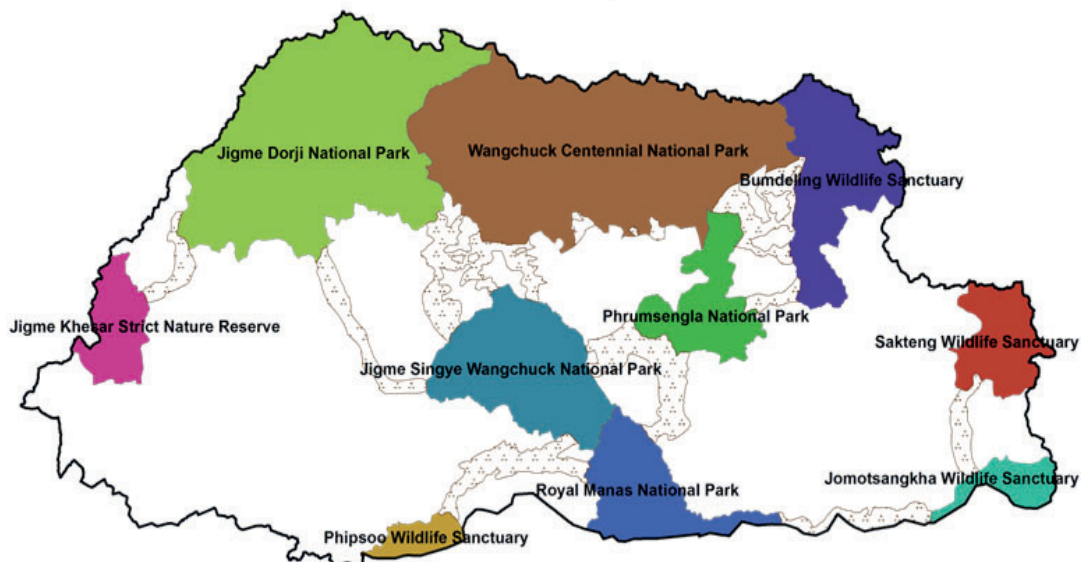 Jigme Dorji National Park
Wangchuck Centennial National Park
Bumdeling Wildlife Sanctuary
Phrumsengla National Park
Jigme Khesar Strict Nature Reserve
Sakteng Wildlife Sanctuary
Jigme Singye Wangchuck National Park
Jomotsangkha Wildlife Sanctuary
Royal Manas National Park
Phipsoo Wildlife Sanctuary